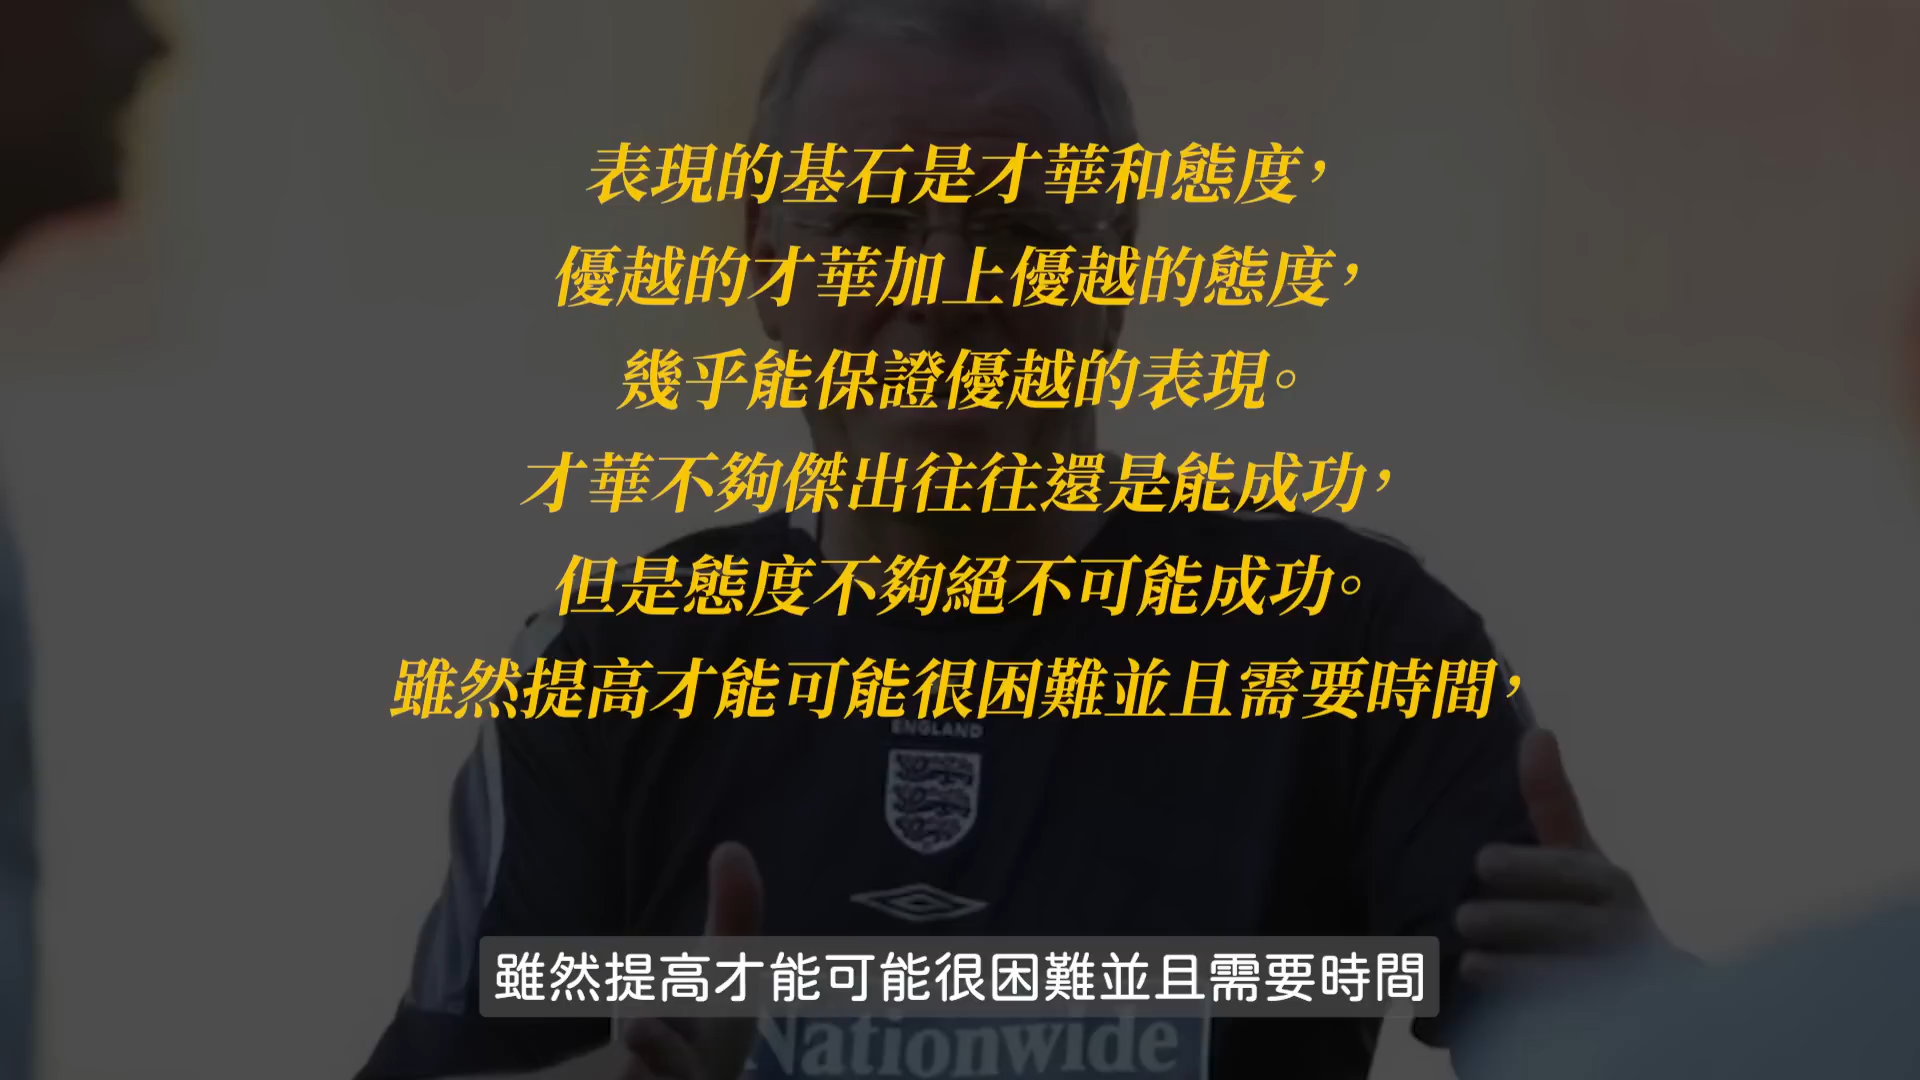 表現的基石是才華和態度，
優越的才華加上優越的態度，
幾乎能保證優越的表現。
才華不夠傑出往往還是能成功，
但是態度不夠絕不可能成功。
雖然提高才能可能很困難並且需要時間，
ENGLAND
雖然提高才能可能很困難並且需要時間
Nationwide